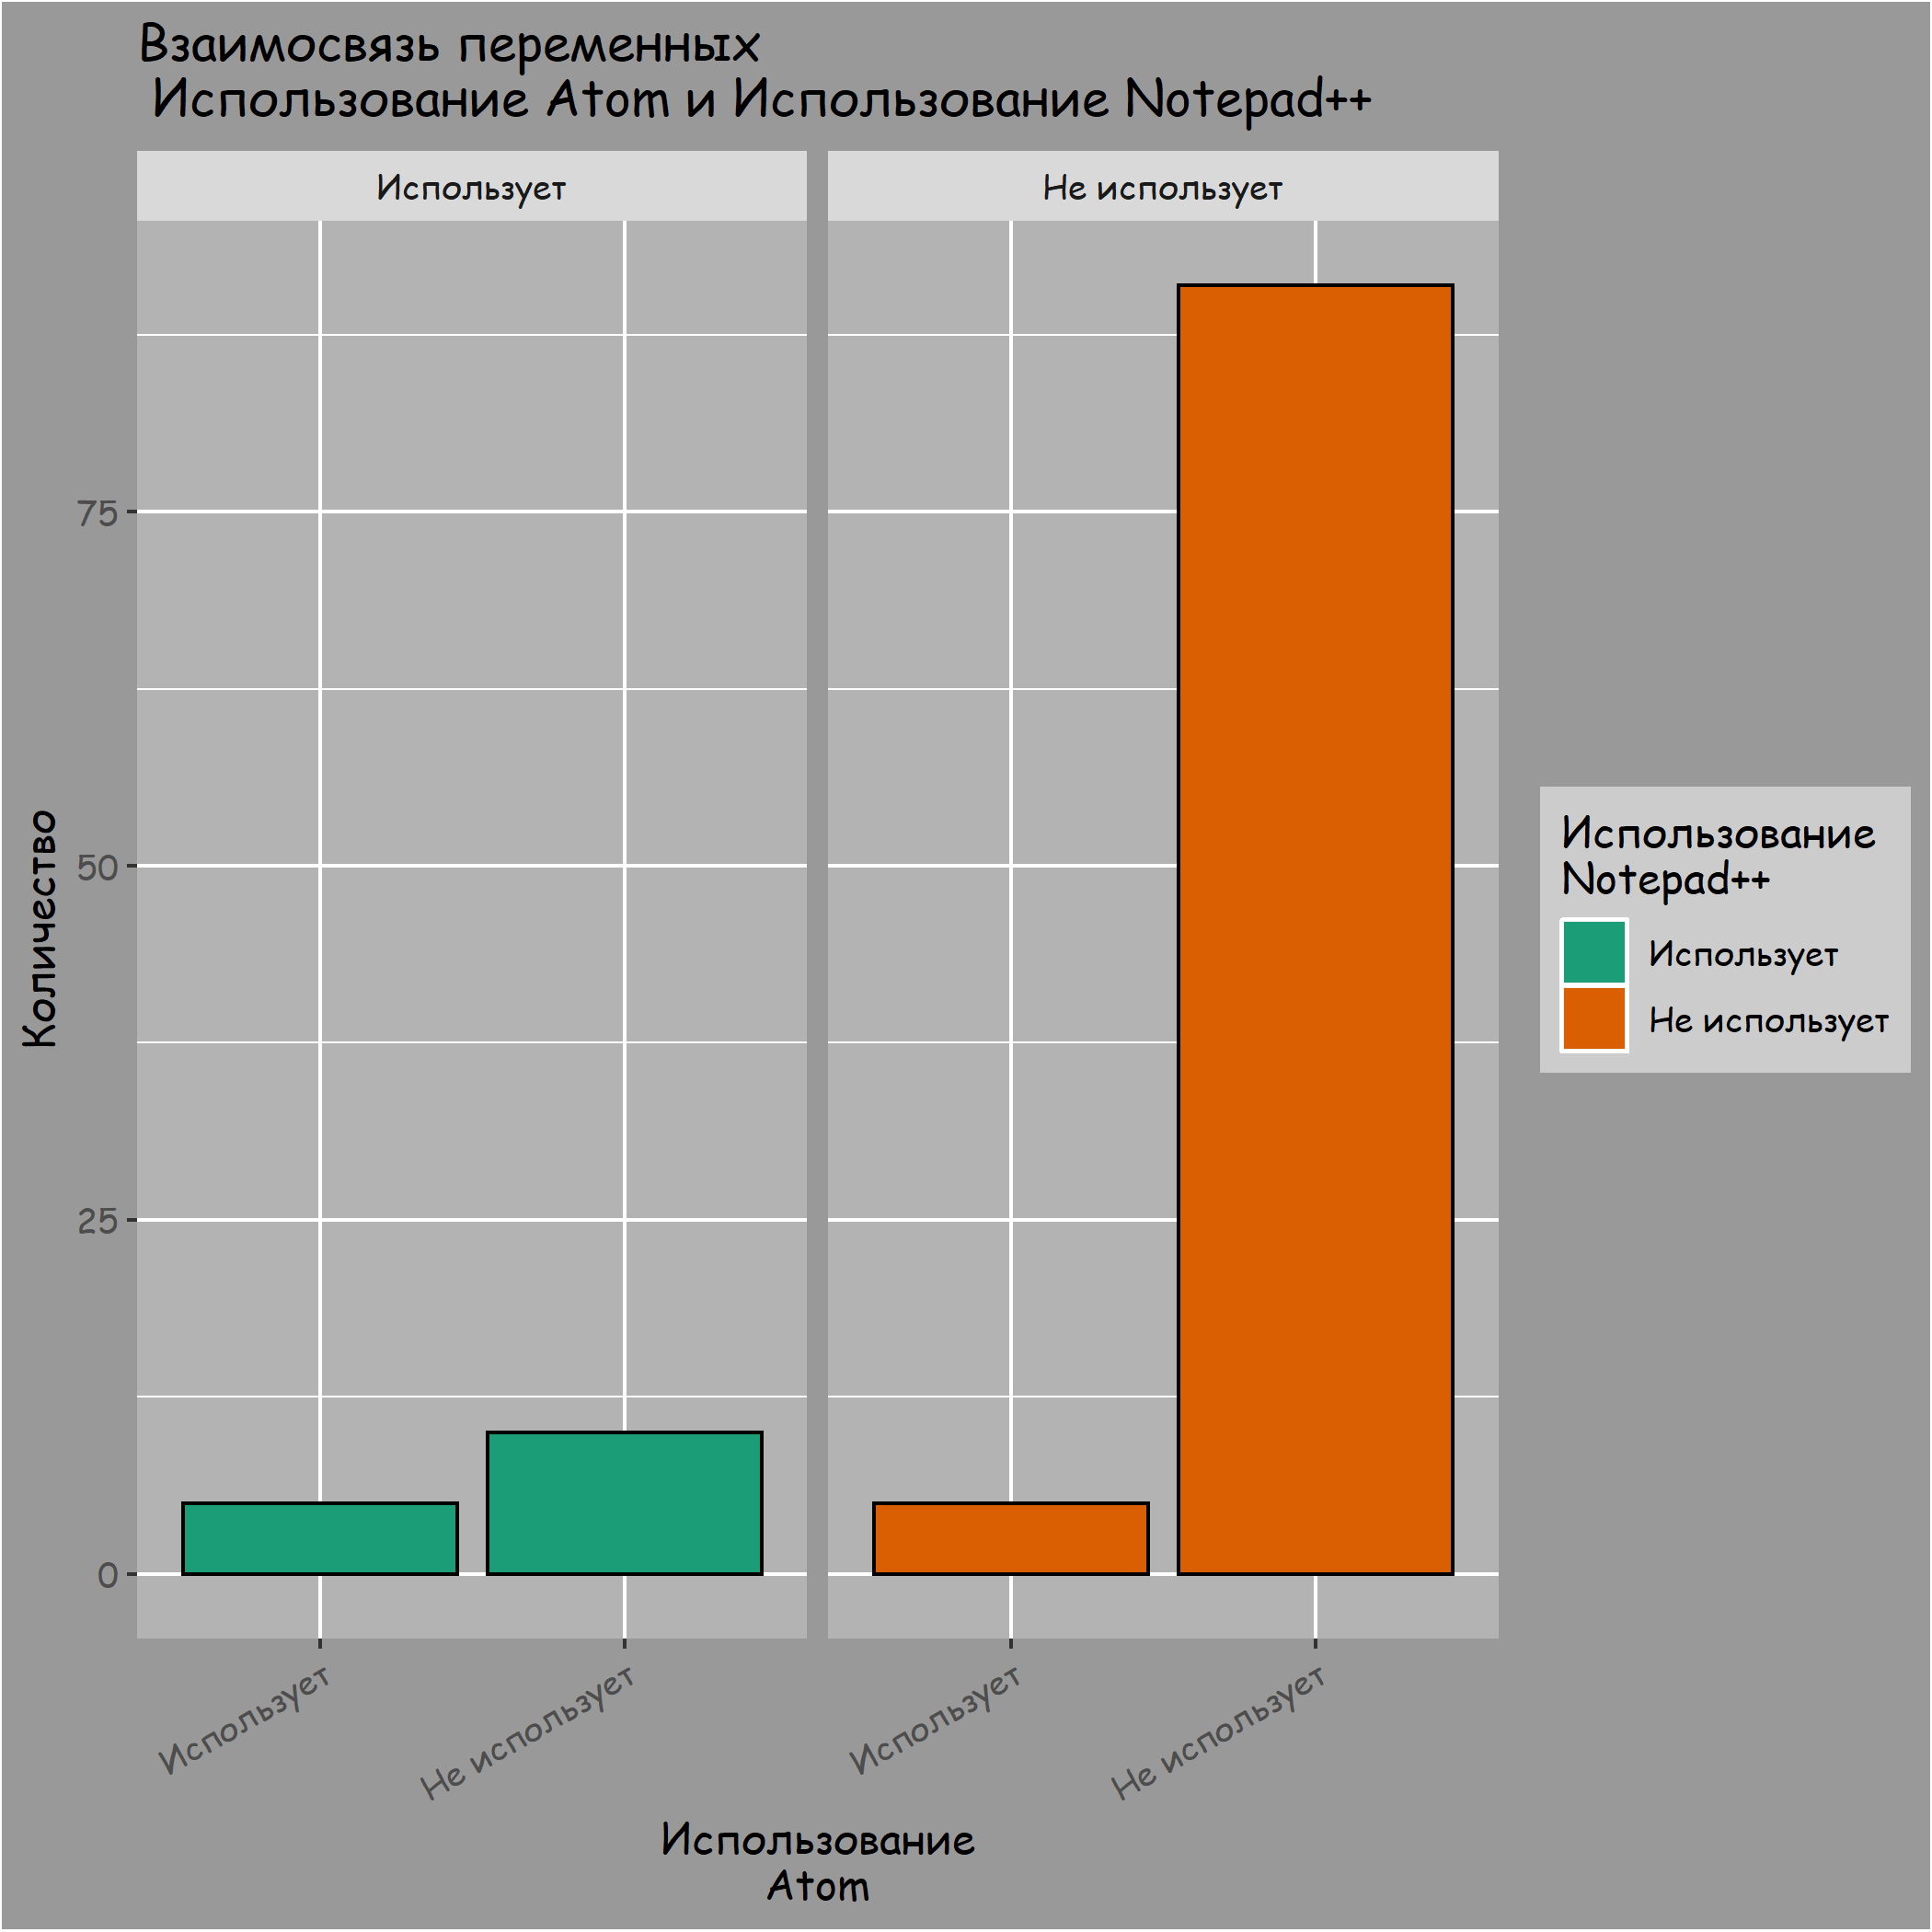 Взаимосвязь переменных
Использование Atom и Использование Notepad++
Использует
Не использует
75
50
25
0
Количество
Использует
Не использует
Использует
Не использует
Использование
Atom
Использование
Notepad++
Использует
Не использует